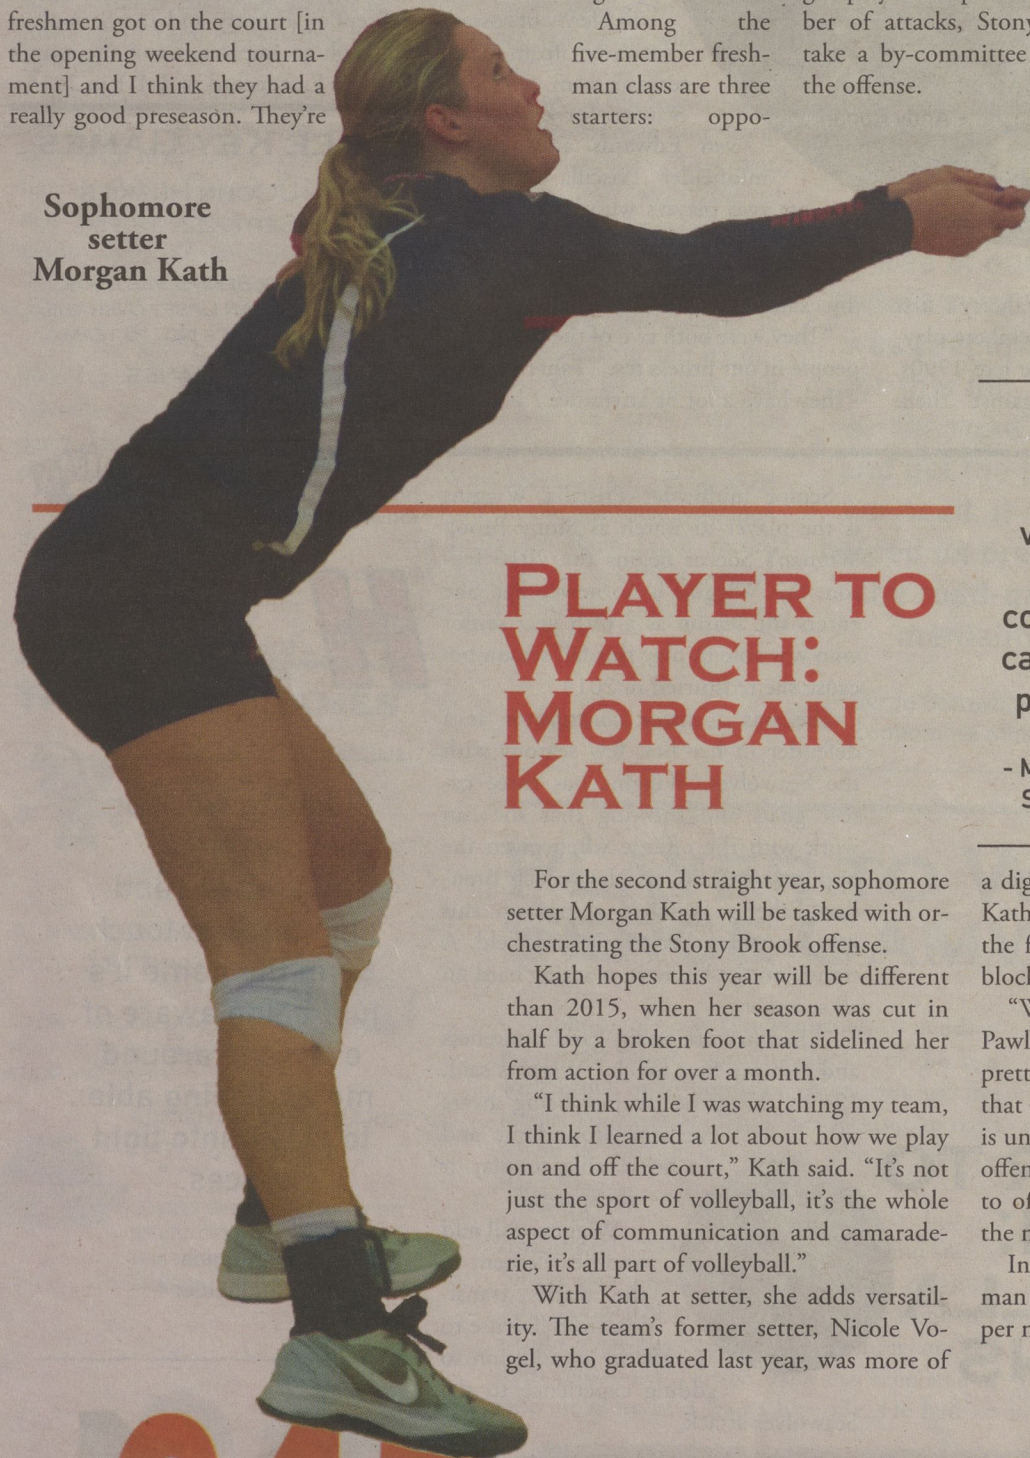 freshmen got on the court [in
the opening weekend tourna-
ment] and I think they had a
really good preseason. They're
Among the
five-member fresh-
man class are three
starters: oppo-
ber of attacks, Stony
take a by-committee
the offense.
Sophomore
setter
Morgan Kath
PLAYER TO
WATCH:
MORGAN
KATH
For the second straight year, sophomore
setter Morgan Kath will be tasked with or-
chestrating the Stony Brook offense.
Kath hopes this year will be different
than 2015, when her season was cut in
half by a broken foot that sidelined her
from action for over a month.
“I think while I was watching my team,
I think I learned a lot about how we play
on and off the court,” Kath said. “It's not
just the sport of volleyball, it's the whole
aspect of communication and camarade-
rie, it's all part of volleyball.”
With Kath at setter, she adds versatil-
ity. The team's former setter, Nicole Vo-
gel, who graduated last year, was more of
a dig
Kath
the f
block
“W
Pawl
prett
that
is un
offen
to of
the m
In
man
per m
co
ca
p
- M
S